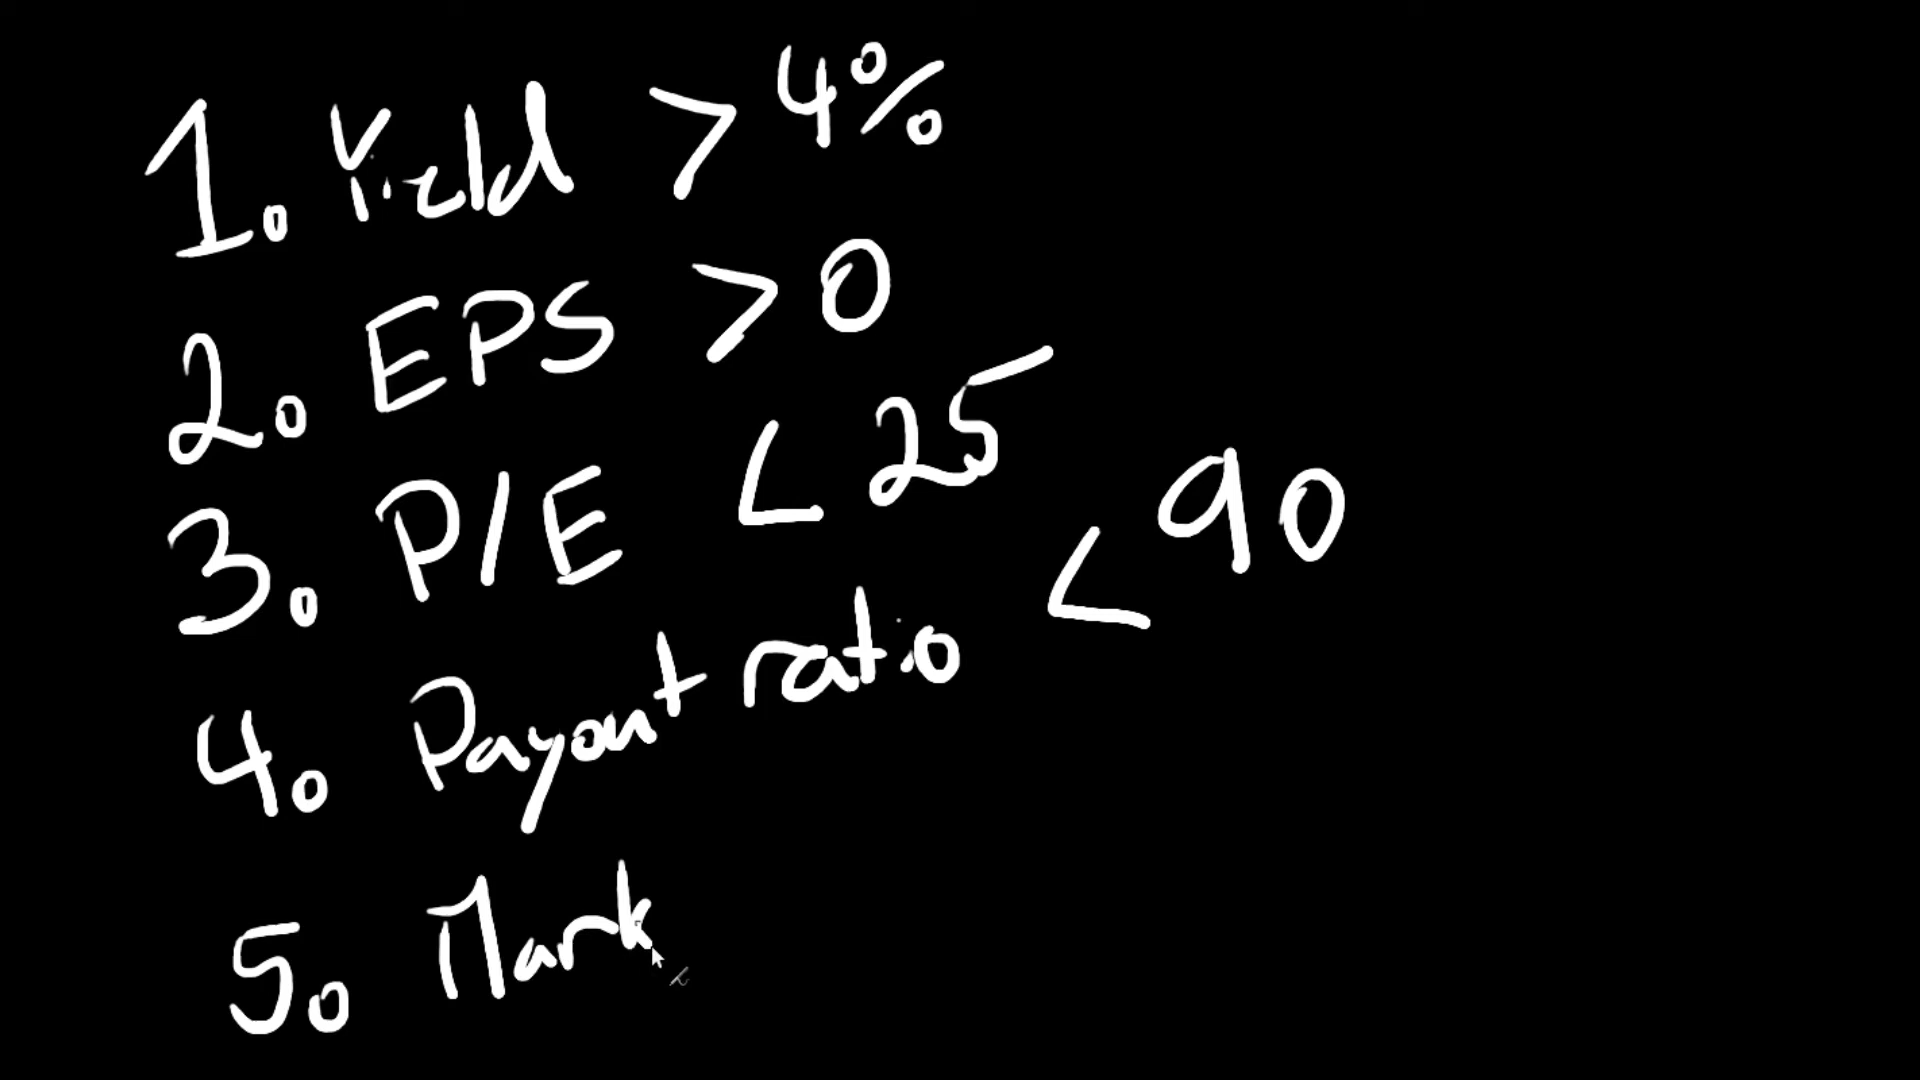 1. Yield > 4%
2. EPS > 0
3. P/E < 25
4. Payout ratio < 90
5. Mark